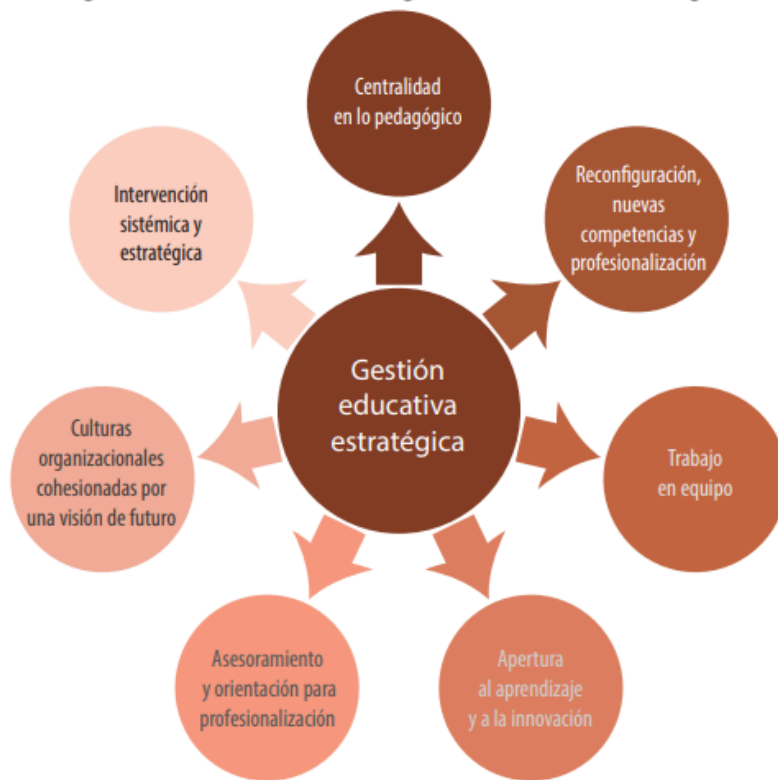 Centralidad
en lo pedagógico
Reconfiguración,
nuevas
competencias y
profesionalización
Trabajo
en equipo
Apertura
al aprendizaje
y a la innovación
Asesoramiento
y orientación para
profesionalización
Culturas
organizacionales
cohesionadas por
una visión de futuro
Intervención
sistémica y
estratégica
Gestión
educativa
estratégica